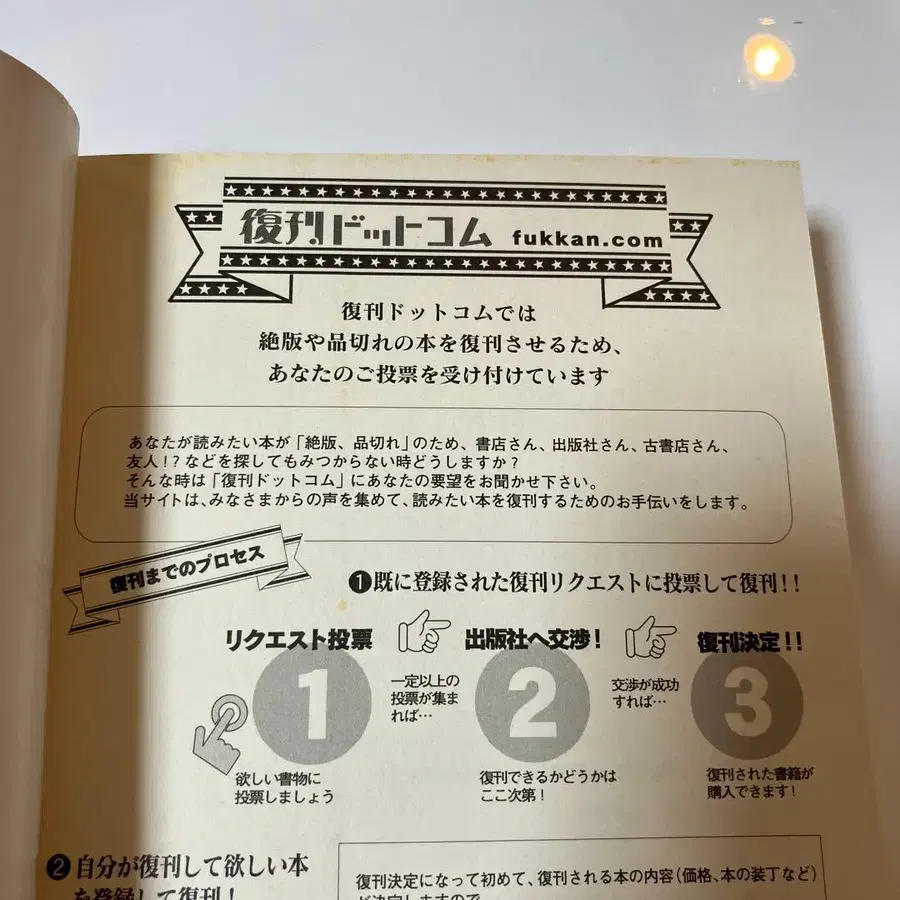 復刊ドットコム fukkan.com
復刊ドットコムでは
絶版や品切れの本を復刊させるため、
あなたのご投票を受け付けています
あなたが読みたい本が「絶版、品切れ」のため、書店さん、出版社さん、古書店さん、
友人!?などを探してもみつからない時どうしますか?
そんな時は「復刊ドットコム」にあなたの要望をお聞かせ下さい。
当サイトは、みなさまからの声を集めて、読みたい本を復刊するためのお手伝いをします。
復刊までのプロセス
❶既に登録された復刊リクエストに投票して復刊!!
リクエスト投票
1
欲しい書物に
投票しましょう
一定以上の
投票が集ま
れば…
出版社へ交渉!
2
復刊できるかどうかは
ここ次第!
交渉が成功
すれば…
復刊決定!!
3
復刊された書籍が
購入できます!
❷自分が復刊して欲しい本
を登録して復刊!
復刊決定になって初めて、復刊される本の内容(価格、本の装丁など)
が決定しますので